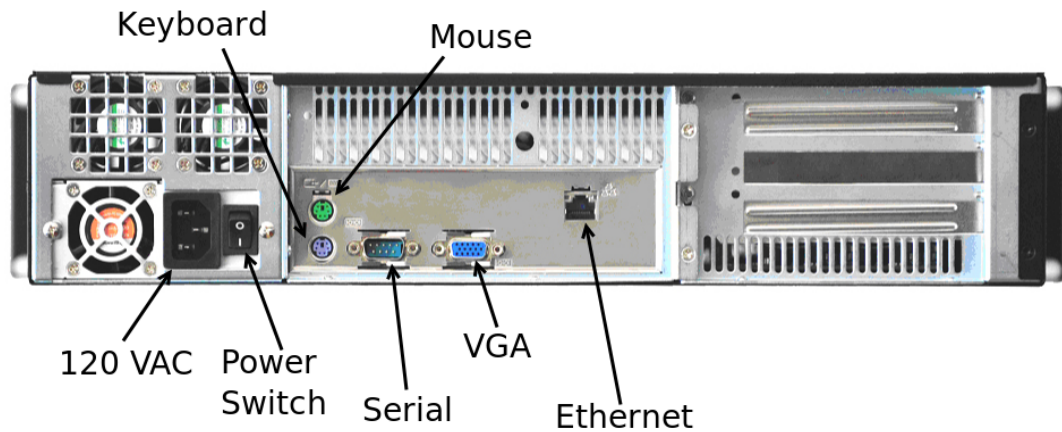 Keyboard
Mouse
120 VAC
Power
Switch
Serial
VGA
Ethernet